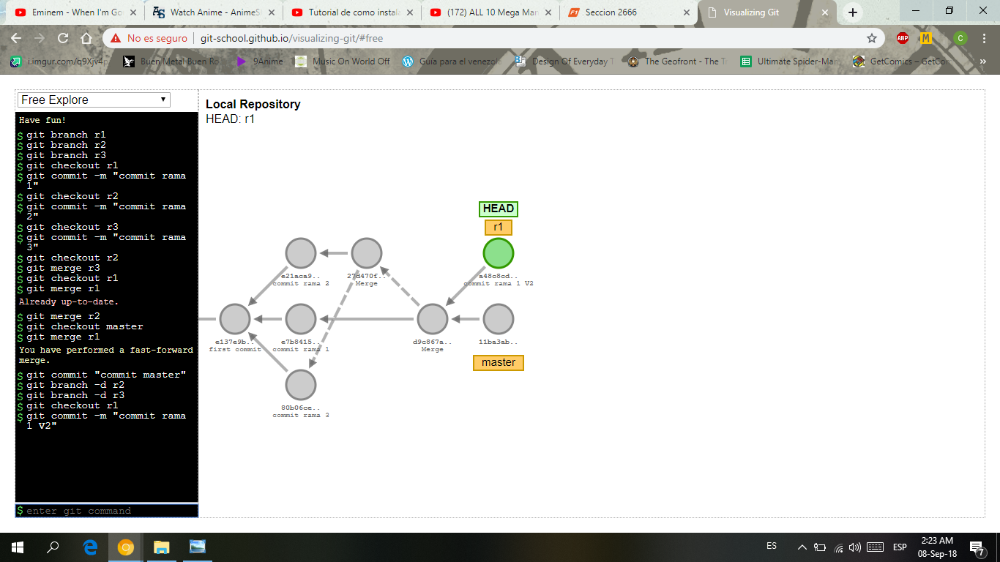 Eminem - When I'm Go
Watch Anime - AnimeS
Tutorial de como instala
(172) ALL 10 Mega Man
F1 Seccion 2666
Visualizing Git
No es seguro
git-school.github.io/visualizing-git/#free
ABP
M
C
i.imgur.com/q9Xjv4p
Buen Metal Buen Ro
9Anime
Music On World Off
Guía para el venezola
Design Of Everyday T
The Geofront - The Tr
Ultimate Spider-Man
GetComics – GetCo
»
Free Explore
Have fun!
$ git branch r1
$ git branch r2
$ git branch r3
$ git checkout r1
$ git commit -m "commit rama
1"
$ git checkout r2
$ git commit -m "commit rama
2"
$ git checkout r3
$ git commit -m "commit rama
3"
$ git checkout r2
$ git merge r3
$ git checkout r1
$ git merge r1
Already up-to-date.
$ git merge r2
$ git checkout master
$ git merge r1
You have performed a fast-forward
merge.
$ git commit "commit master"
$ git branch -d r2
$ git branch -d r3
$ git checkout r1
$ git commit -m "commit rama
1 V2"
$ enter git command
Local Repository
HEAD: r1
HEAD
r1
e21aca9..
commit rama 2
27d470f..
Merge
a48c8cd..
commit rama 1 V2
e137e9b..
first commit
e7b8415..
commit rama 1
d9c867a..
Merge
11ba3ab..
master
80b06ce..
commit rama 3
ES
ESP
2:23 AM
08-Sep-18
7